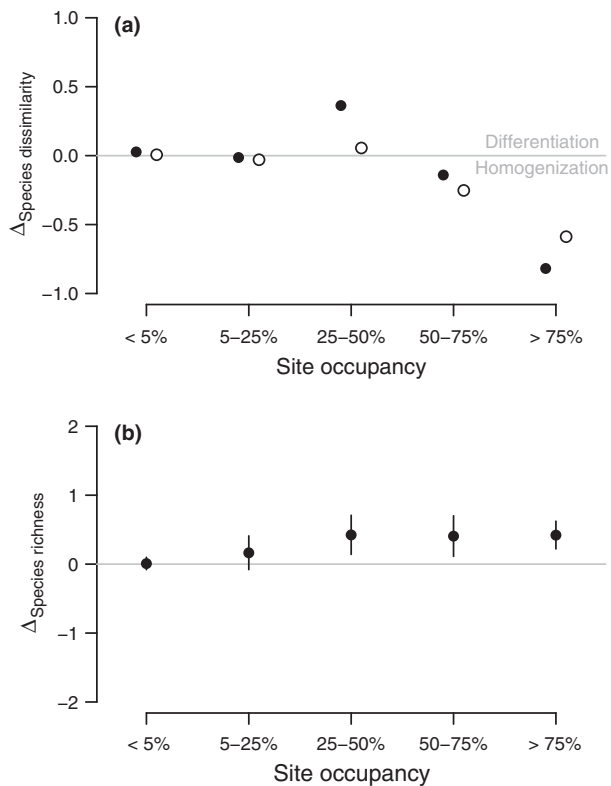 (a)
1.0
0.5
0.0
−0.5
−1.0
ΔSpecies dissimilarity
Differentiation
Homogenization
< 5% 5–25% 25–50% 50–75% > 75%
Site occupancy
(b)
2
1
0
−1
−2
ΔSpecies richness
< 5% 5–25% 25–50% 50–75% > 75%
Site occupancy